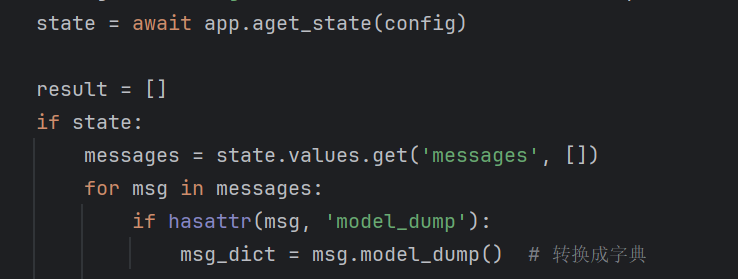 state = await app.aget_state(config)
result = []
if state:
messages = state.values.get('messages', [])
for msg in messages:
if hasattr(msg, 'model_dump'):
msg_dict = msg.model_dump()  # 转换成字典